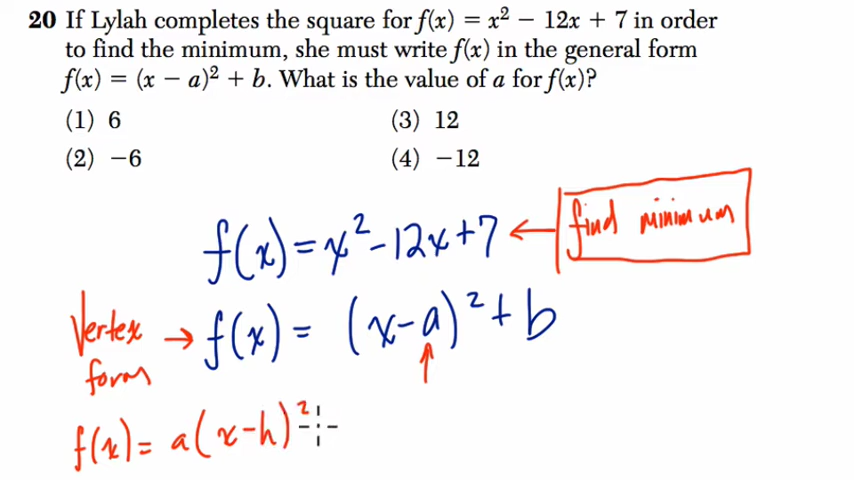 20 If Lylah completes the square for f(x) = x² − 12x + 7 in order
to find the minimum, she must write f(x) in the general form
f(x) = (x − a)² + b. What is the value of a for f(x)?
(1) 6 (3) 12
(2) −6 (4) −12
f(x) = x² - 12x + 7 ← find minimum
Vertex form → f(x) = (x - a)² + b
↑
f(x) = a(x - h)²